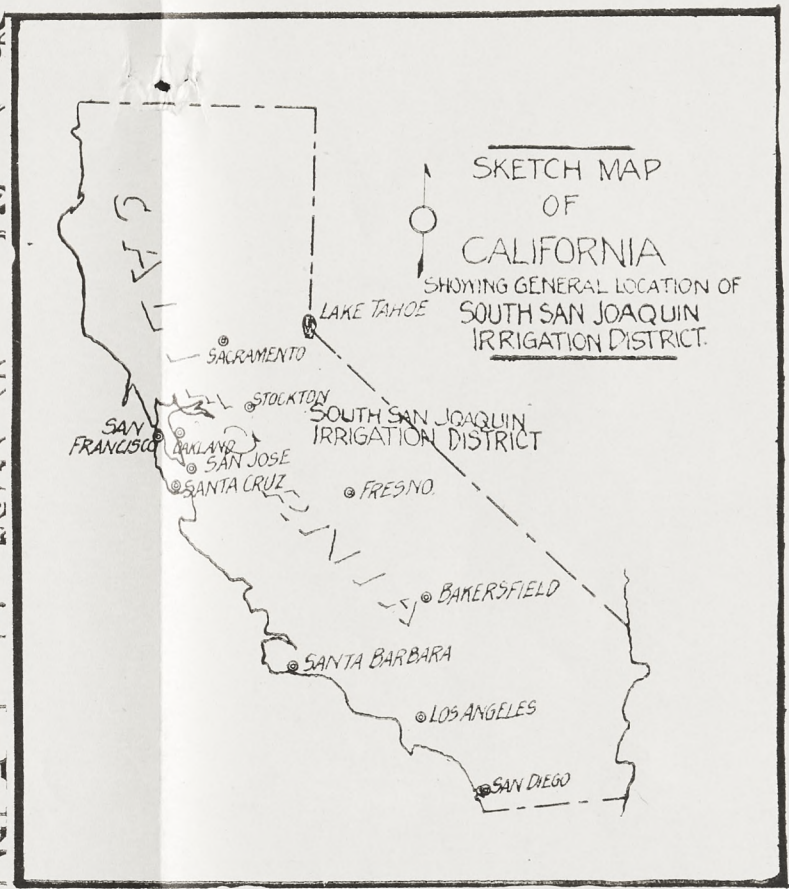 SKETCH MAP
OF
CALIFORNIA
SHOWING GENERAL LOCATION OF
SOUTH SAN JOAQUIN
IRRIGATION DISTRICT.
CALIFORNIA
LAKE TAHOE
SACRAMENTO
STOCKTON
SOUTH SAN JOAQUIN
IRRIGATION DISTRICT
SAN
FRANCISCO
OAKLAND
SAN JOSE
SANTA CRUZ
FRESNO.
BAKERSFIELD
SANTA BARBARA
LOS ANGELES
SAN DIEGO